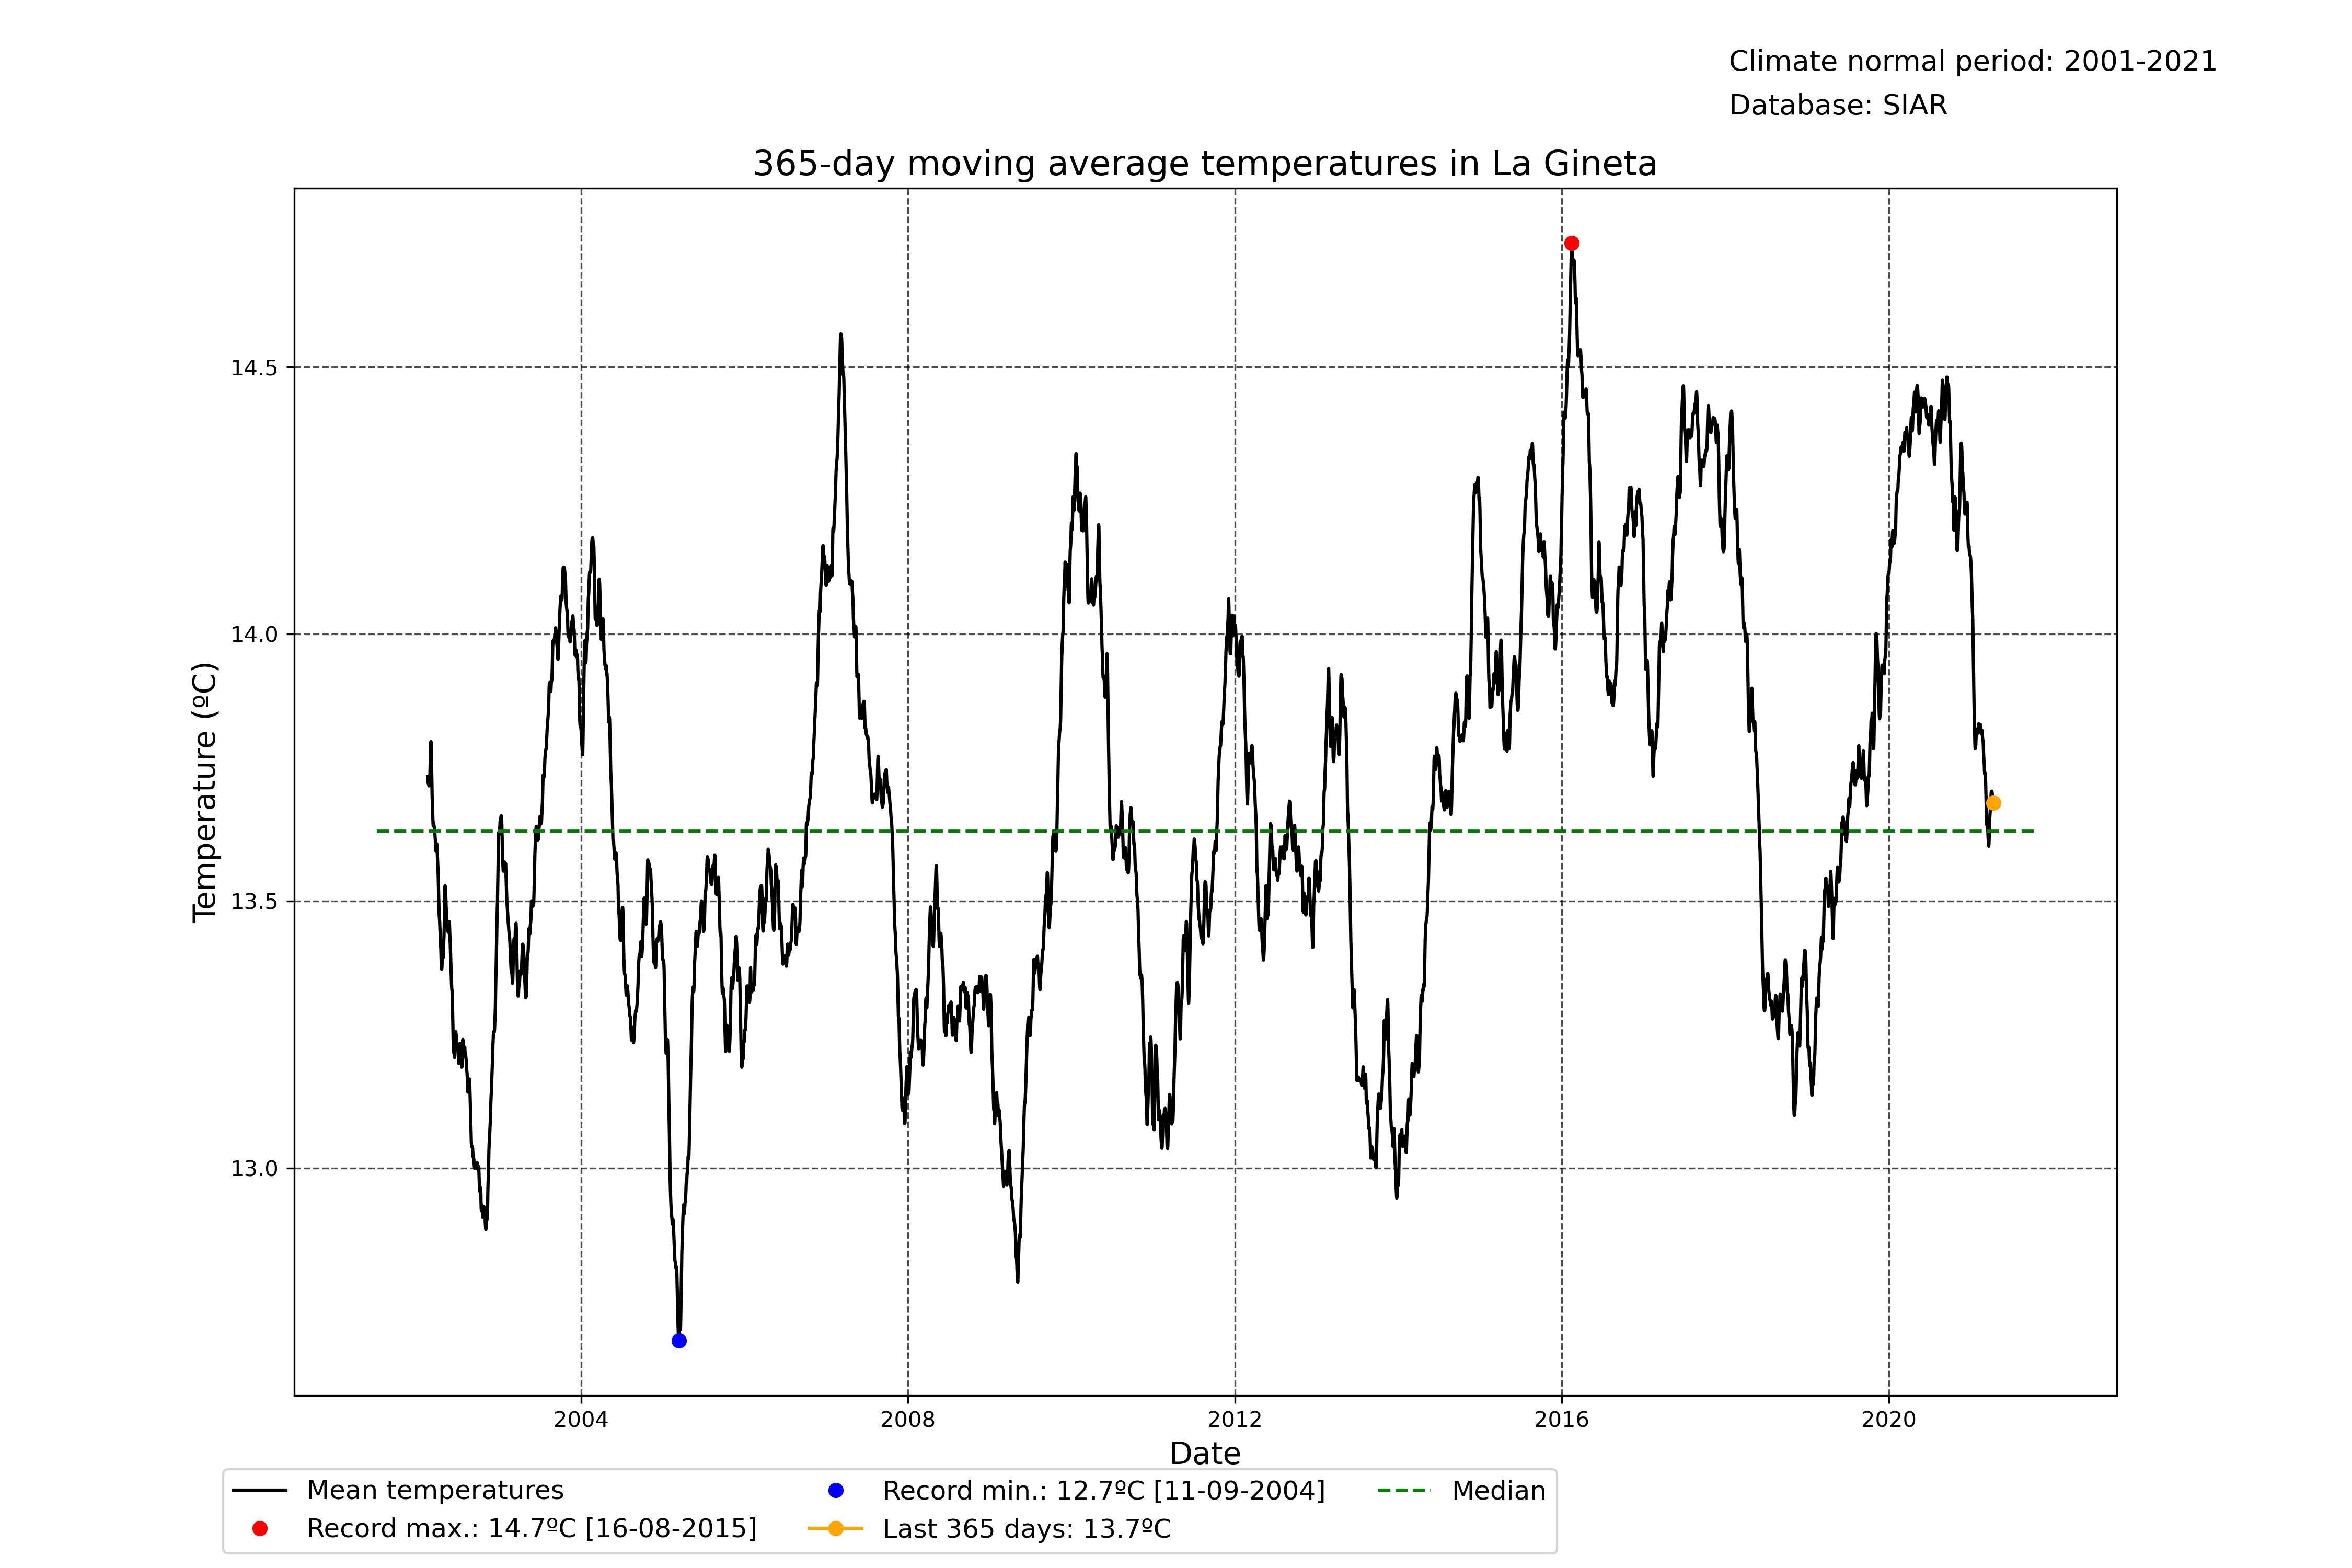 Climate normal period: 2001-2021
Database: SIAR
365-day moving average temperatures in La Gineta
Temperature (ºC)
14.5
14.0
13.5
13.0
2004
2008
2012
2016
2020
Date
Mean temperatures
Record max.: 14.7ºC [16-08-2015]
Record min.: 12.7ºC [11-09-2004]
Last 365 days: 13.7ºC
Median